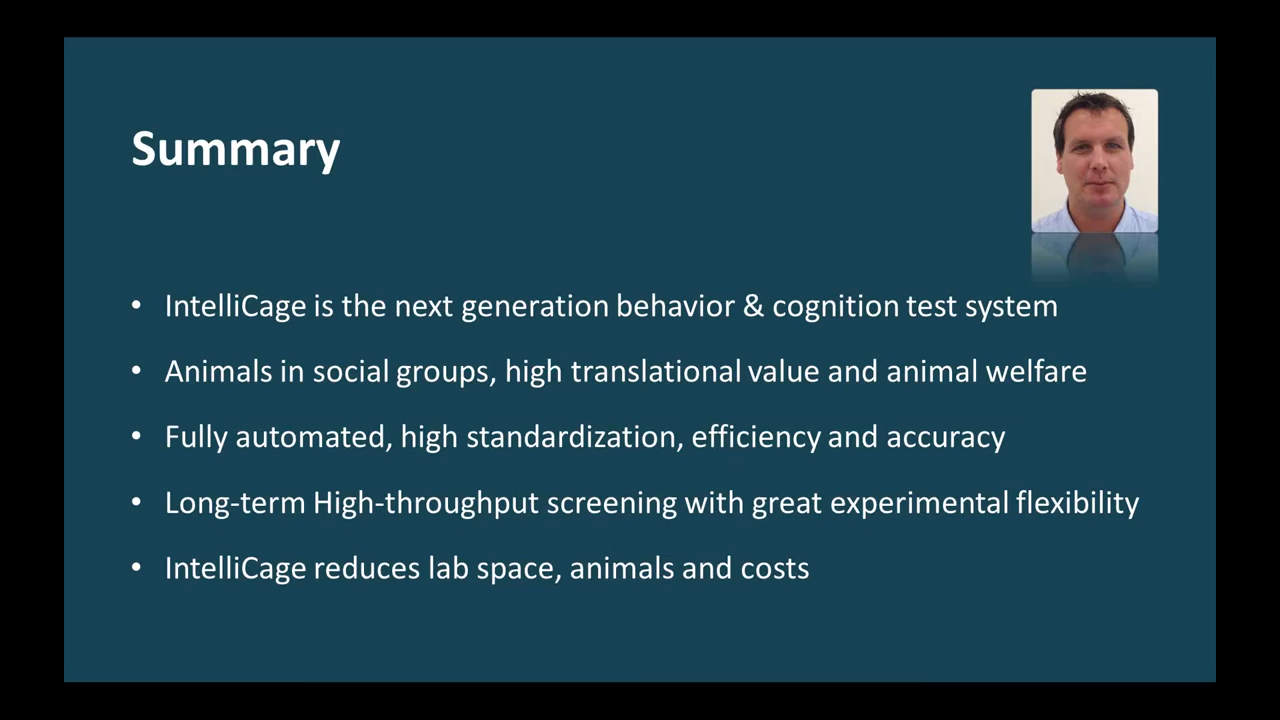 Summary
• IntelliCage is the next generation behavior & cognition test system
• Animals in social groups, high translational value and animal welfare
• Fully automated, high standardization, efficiency and accuracy
• Long-term High-throughput screening with great experimental flexibility
• IntelliCage reduces lab space, animals and costs